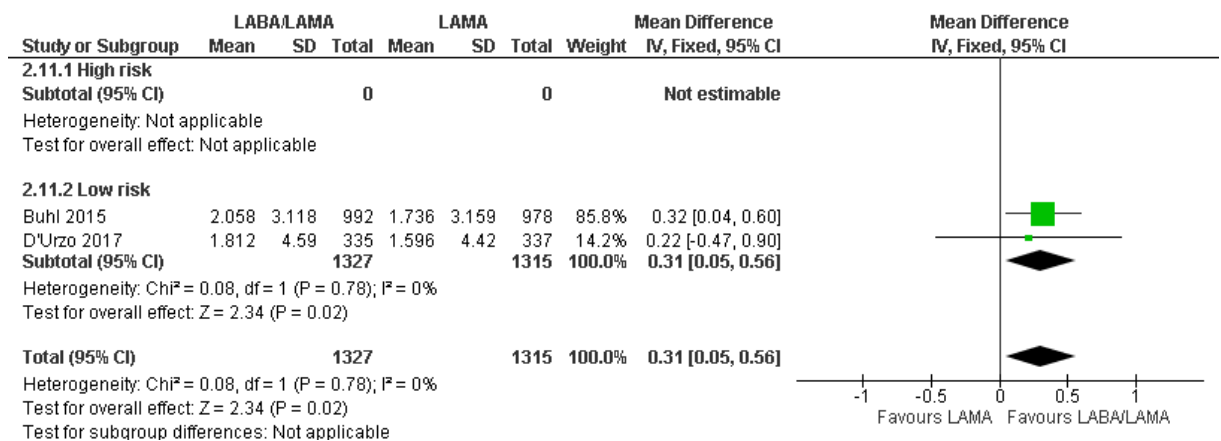 LABA/LAMA LAMA Mean Difference Mean Difference
Study or Subgroup Mean SD Total Mean SD Total Weight IV, Fixed, 95% CI IV, Fixed, 95% CI
2.11.1 High risk
Subtotal (95% CI) 0 0 Not estimable
Heterogeneity: Not applicable
Test for overall effect: Not applicable
2.11.2 Low risk
Buhl 2015 2.058 3.118 992 1.736 3.159 978 85.8% 0.32 [0.04, 0.60]
D'Urzo 2017 1.812 4.59 335 1.596 4.42 337 14.2% 0.22 [-0.47, 0.90]
Subtotal (95% CI) 1327 1315 100.0% 0.31 [0.05, 0.56]
Heterogeneity: Chi² = 0.08, df = 1 (P = 0.78); I² = 0%
Test for overall effect: Z = 2.34 (P = 0.02)
Total (95% CI) 1327 1315 100.0% 0.31 [0.05, 0.56]
Heterogeneity: Chi² = 0.08, df = 1 (P = 0.78); I² = 0%
Test for overall effect: Z = 2.34 (P = 0.02)
Test for subgroup differences: Not applicable
-1 -0.5 0 0.5 1
Favours LAMA Favours LABA/LAMA